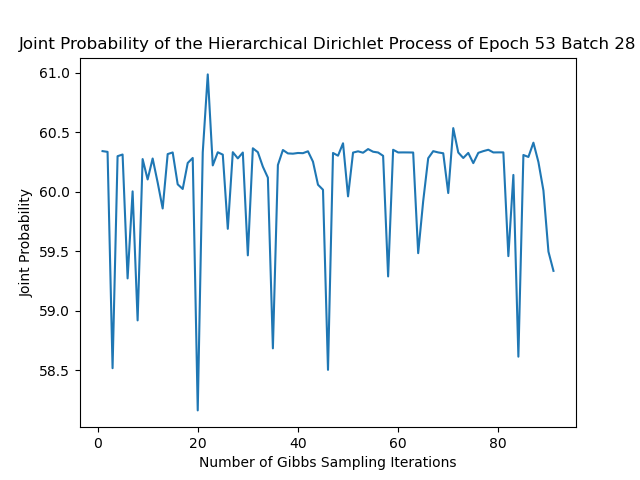 Joint Probability of the Hierarchical Dirichlet Process of Epoch 53 Batch 28
61.0
60.5
60.0
59.5
59.0
58.5
Joint Probability
0 20 40 60 80
Number of Gibbs Sampling Iterations